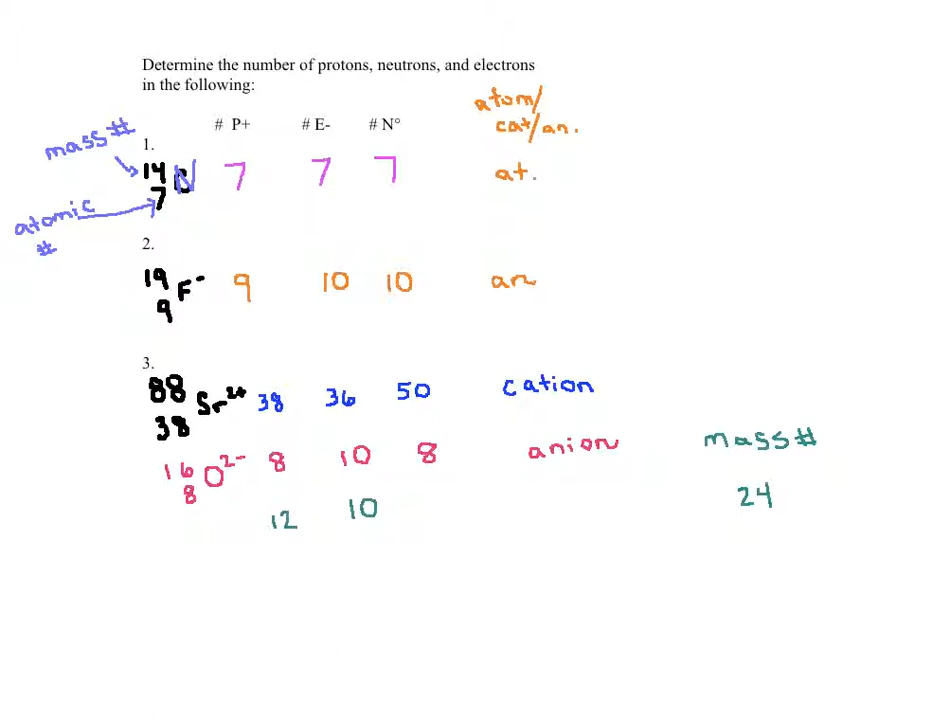 Determine the number of protons, neutrons, and electrons
in the following:
# P+ # E- # N° atom/
cat/an.
mass #
1.
14
7 N 7 7 7 at.
atomic
#
2.
19
9 F- 9 10 10 an
3.
88
38 Sr2+ 38 36 50 cation
16
8 O2- 8 10 8 anion
mass #
12 10 24